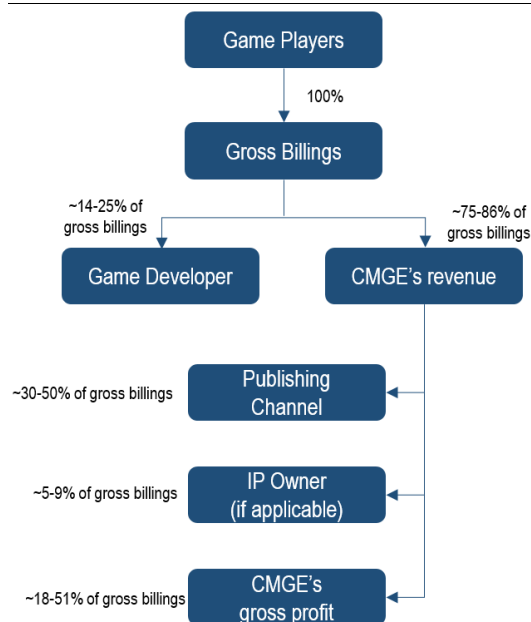 Game Players
100%
Gross Billings
~14-25% of
gross billings
~75-86% of
gross billings
Game Developer
CMGE's revenue
~30-50% of gross billings
Publishing
Channel
~5-9% of gross billings
IP Owner
(if applicable)
~18-51% of gross billings
CMGE's
gross profit